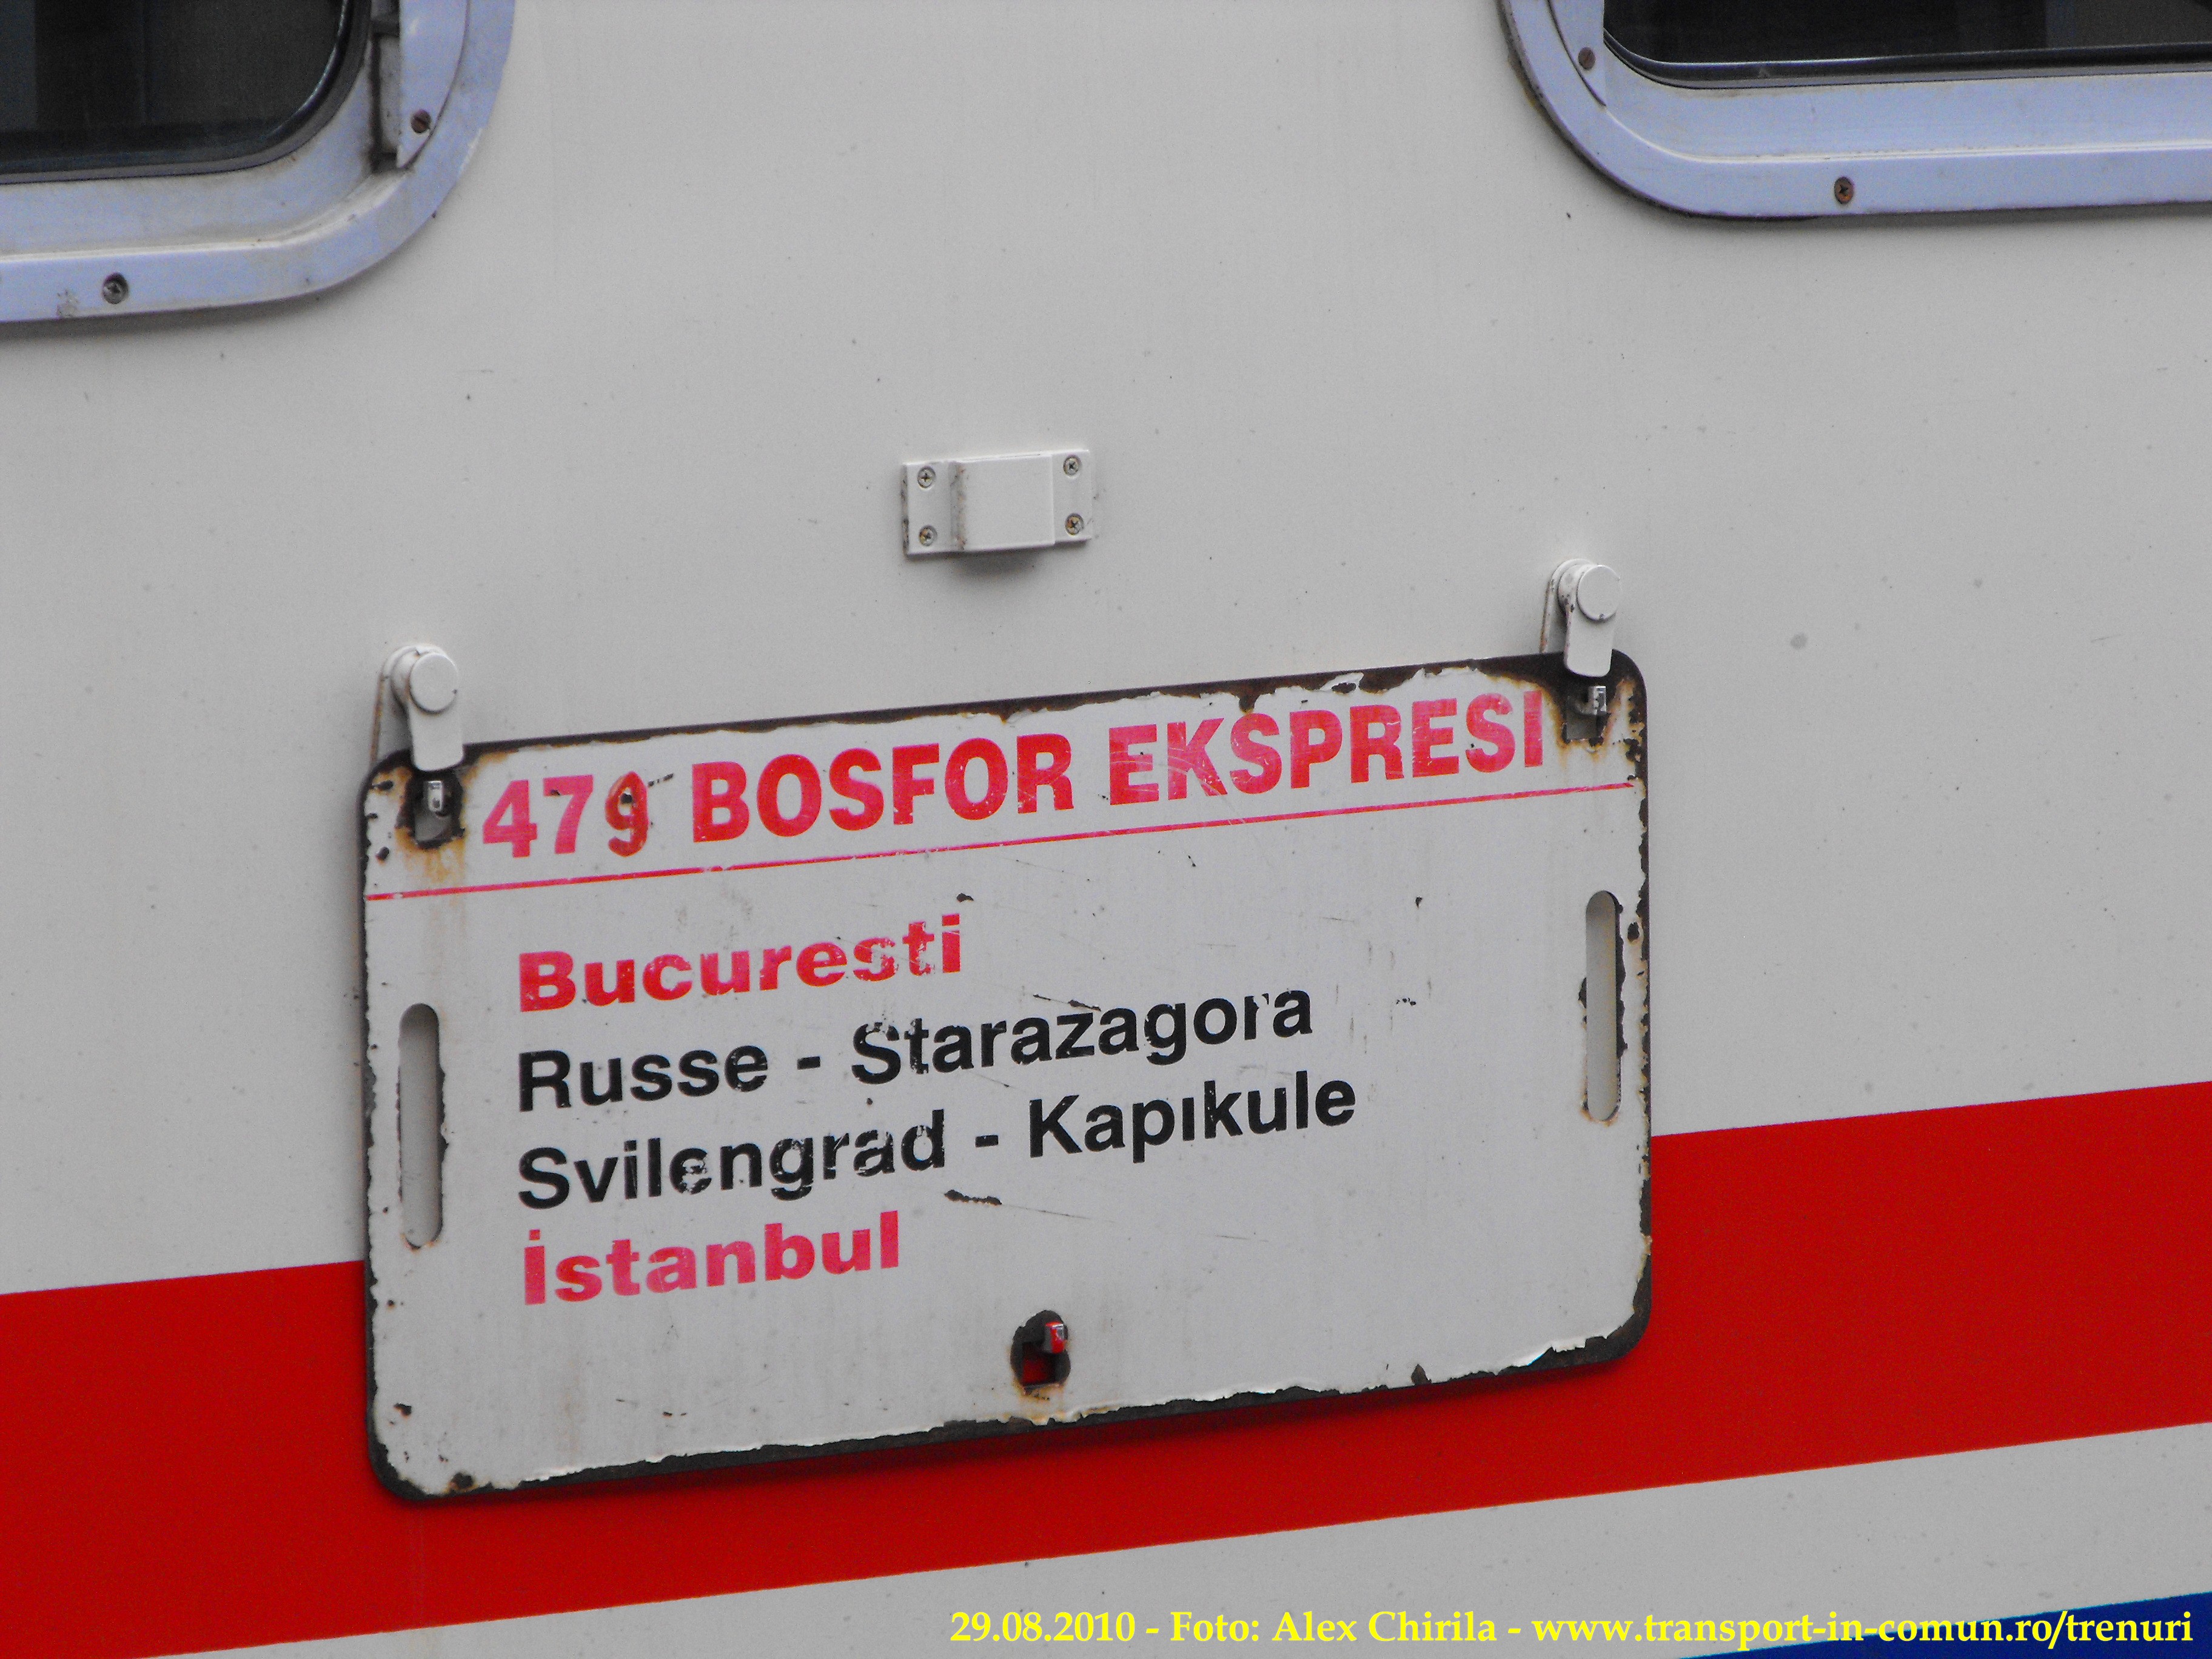 479 BOSFOR EKSPRESI
Bucuresti
Russe - Starazagora
Svilengrad - Kapıkule
İstanbul
29.08.2010 - Foto: Alex Chirila - www.transport-in-comun.ro/trenuri